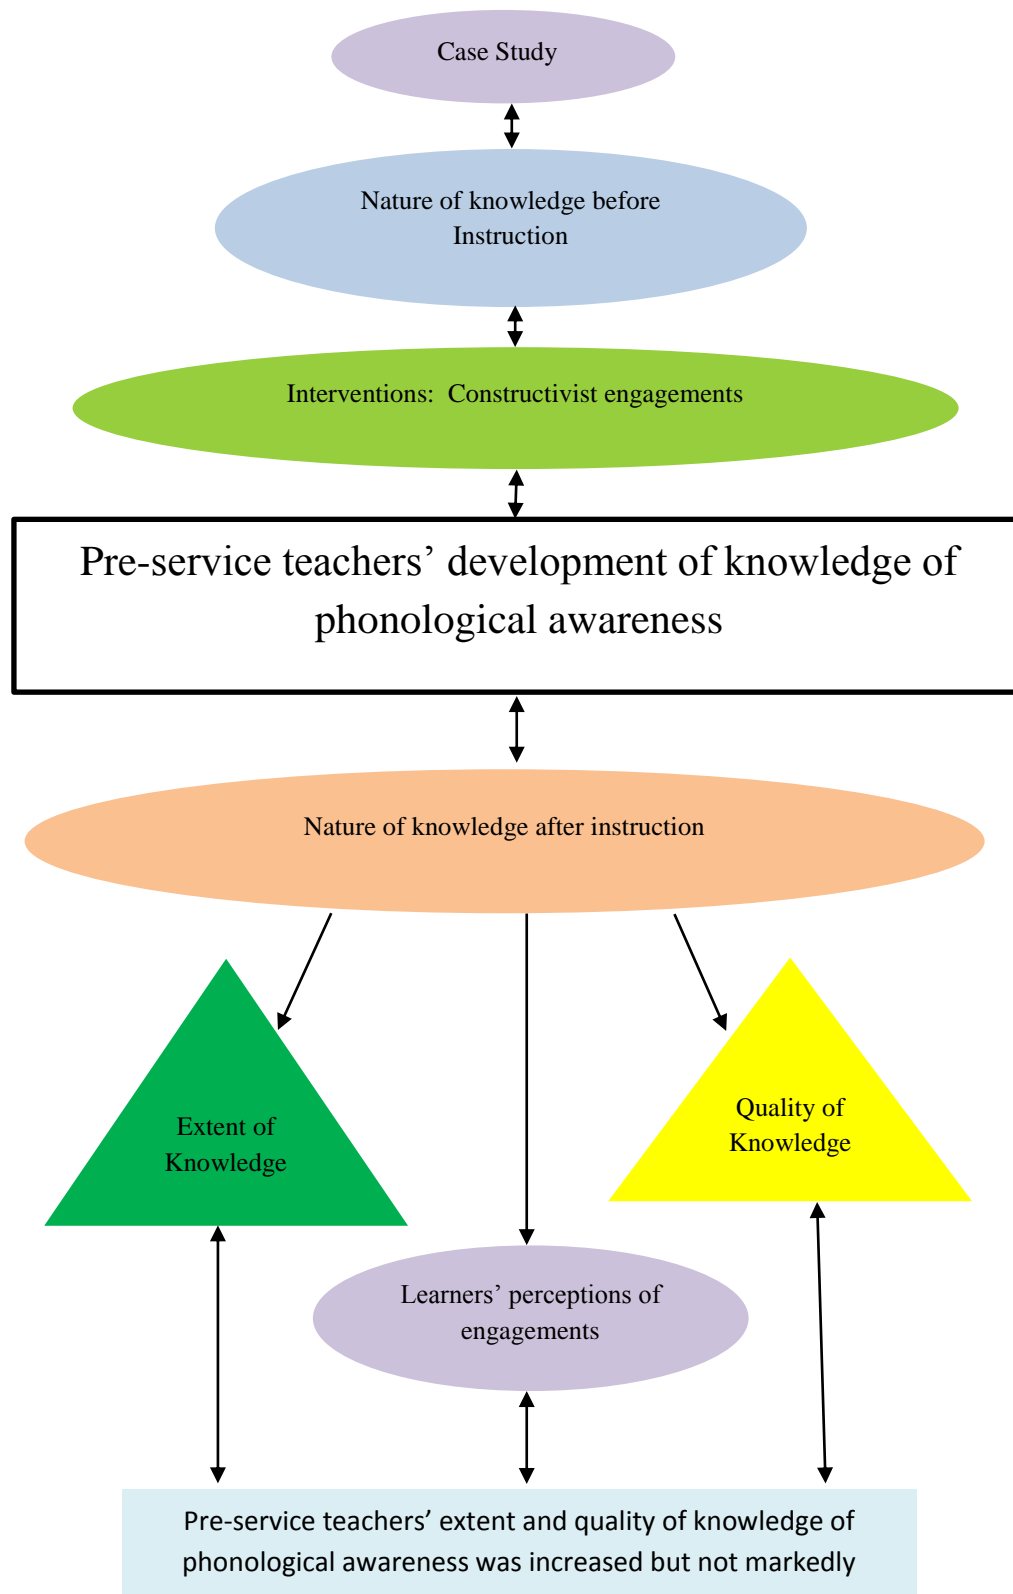 Case Study
Nature of knowledge before
Instruction
Interventions:  Constructivist engagements
Pre-service teachers’ development of knowledge of
phonological awareness
Nature of knowledge after instruction
Extent of
Knowledge
Quality of
Knowledge
Learners’ perceptions of
engagements
Pre-service teachers’ extent and quality of knowledge of
phonological awareness was increased but not markedly